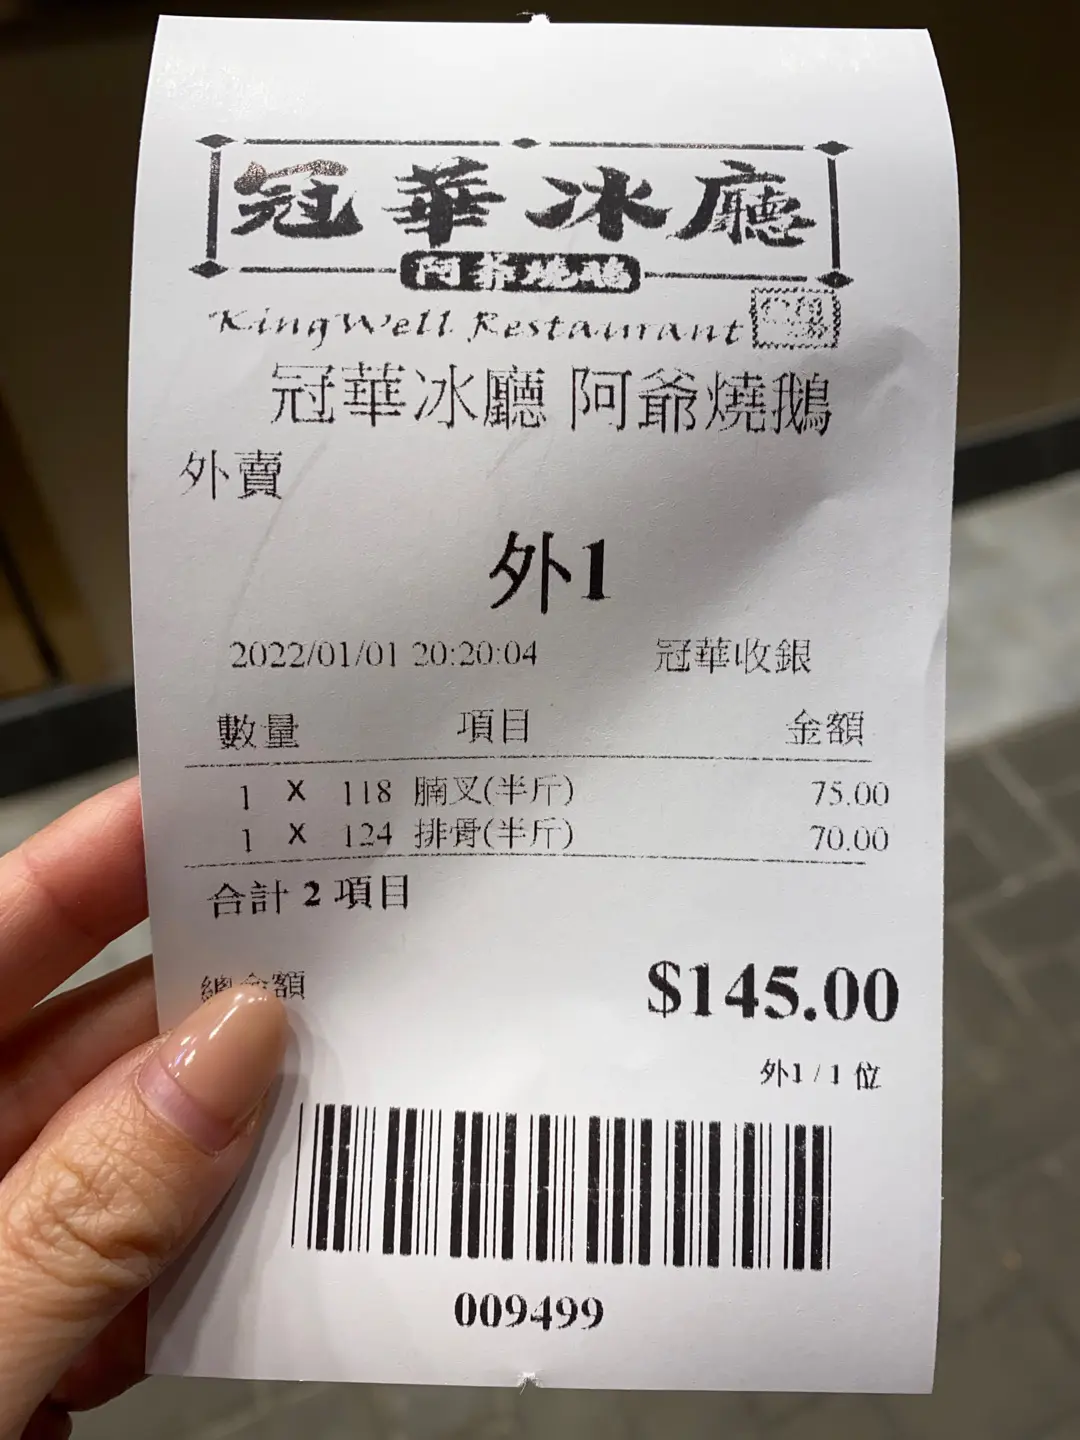 冠華冰廳
阿爺燒鵝
KingWell Restaurant
冠華冰廳 阿爺燒鵝
外賣
外1
2022/01/01 20:20:04 冠華收銀
數量 項目 金額
1 X 118 腩叉(半斤) 75.00
1 X 124 排骨(半斤) 70.00
合計 2 項目
總金額 $145.00
外1 / 1 位
009499